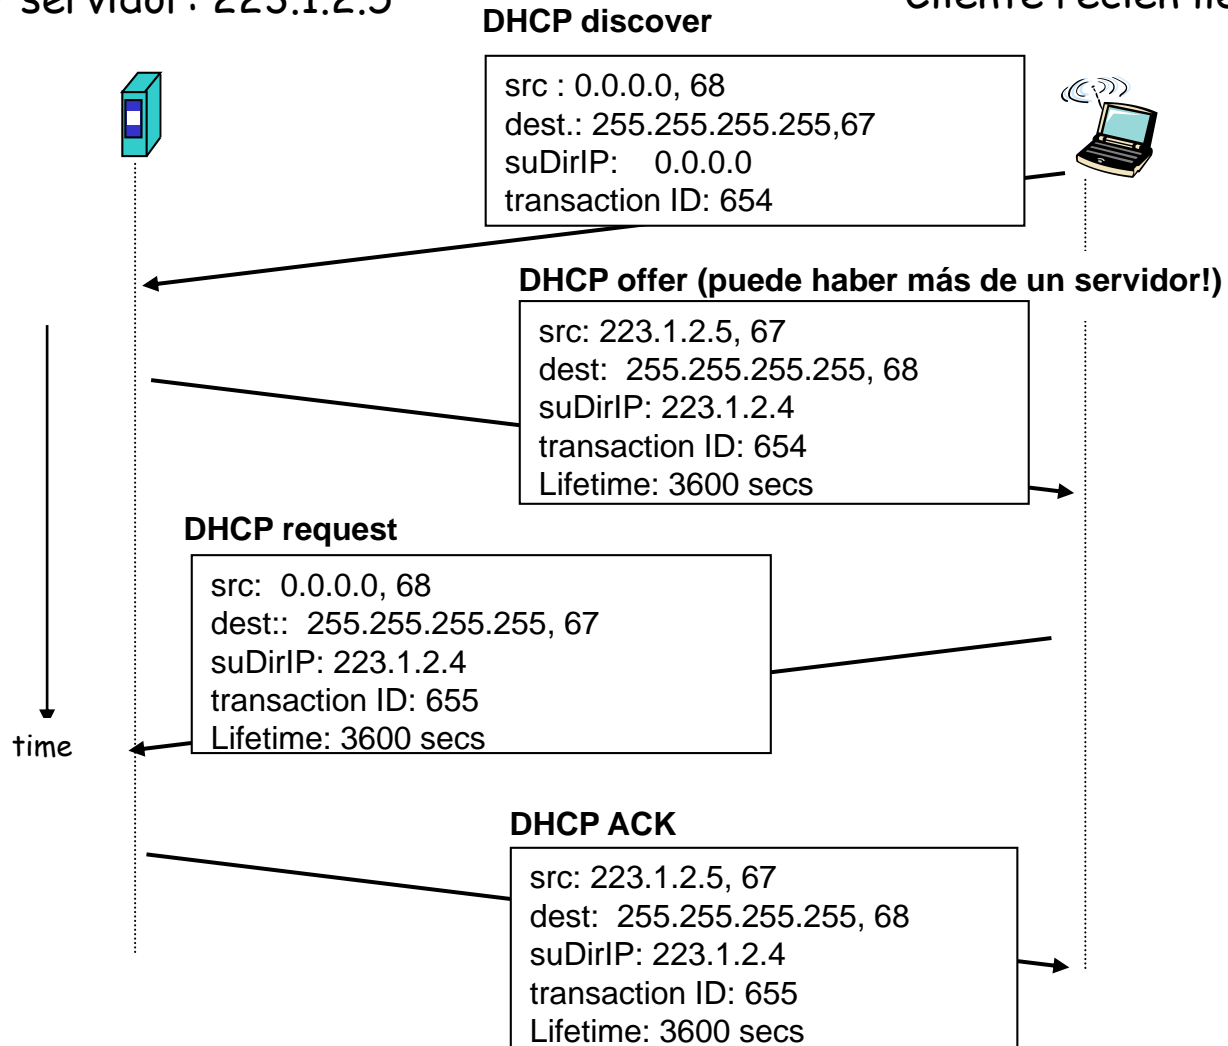 servidor: 223.1.2.5
DHCP discover
src : 0.0.0.0, 68
dest.: 255.255.255.255,67
suDirIP: 0.0.0.0
transaction ID: 654
DHCP offer (puede haber más de un servidor!)
src: 223.1.2.5, 67
dest: 255.255.255.255, 68
suDirIP: 223.1.2.4
transaction ID: 654
Lifetime: 3600 secs
DHCP request
src: 0.0.0.0, 68
dest:: 255.255.255.255, 67
suDirIP: 223.1.2.4
transaction ID: 655
Lifetime: 3600 secs
time
DHCP ACK
src: 223.1.2.5, 67
dest: 255.255.255.255, 68
suDirIP: 223.1.2.4
transaction ID: 655
Lifetime: 3600 secs